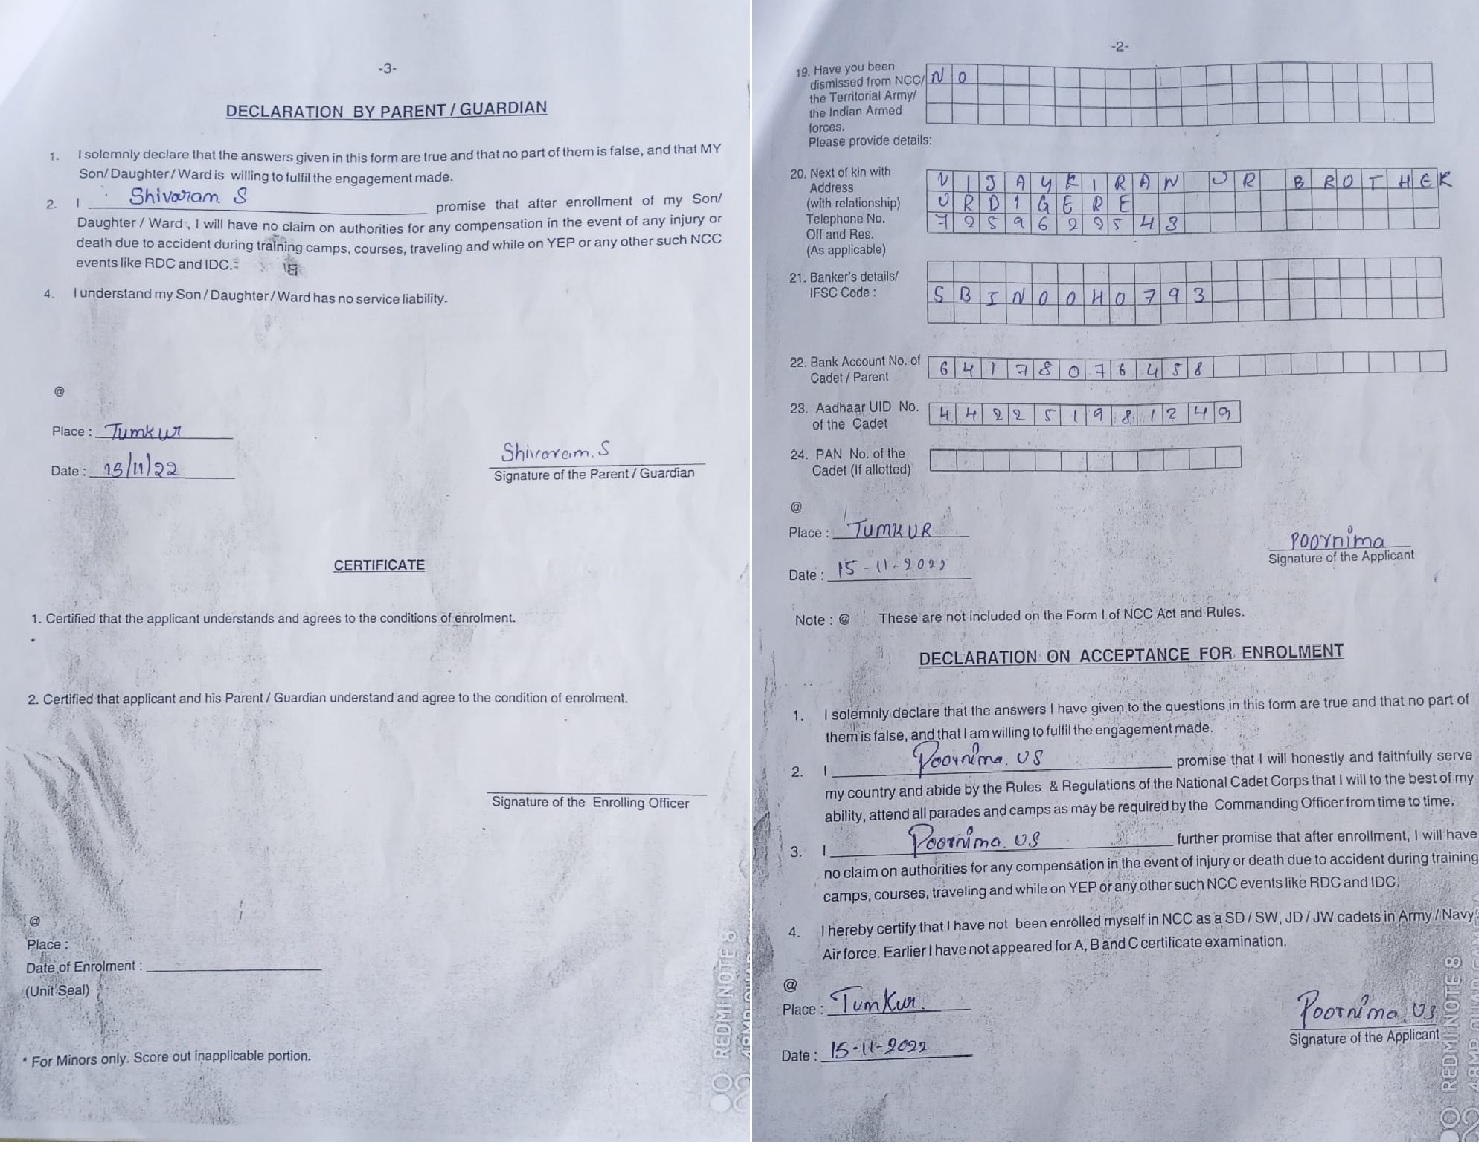 -3-
DECLARATION BY PARENT / GUARDIAN
1. I solemnly declare that the answers given in this form are true and that no part of them is false, and that MY
Son/ Daughter/ Ward is willing to fulfil the engagement made.
2. I Shivaram S promise that after enrollment of my Son/
Daughter / Ward , I will have no claim on authorities for any compensation in the event of any injury or
death due to accident during training camps, courses, traveling and while on YEP or any other such NCC
events like RDC and IDC.
4. I understand my Son / Daughter / Ward has no service liability.
@
Place : Tumkur
Date : 15/11/22
Shivaram. S
Signature of the Parent / Guardian
CERTIFICATE
1. Certified that the applicant understands and agrees to the conditions of enrolment.
2. Certified that applicant and his Parent / Guardian understand and agree to the condition of enrolment.
Signature of the Enrolling Officer
@
Place :
Date of Enrolment :
(Unit Seal)
* For Minors only. Score out inapplicable portion.
REDMI NOTE 8
-2-
19. Have you been
dismissed from NCC/ NO
the Territorial Army/
the Indian Armed
forces.
Please provide details:
20. Next of kin with VIJAYKIRAN UR BROTHER
Address
(with relationship) URDIGERE
Telephone No. 7259622543
Off and Res.
(As applicable)
21. Banker's details/
IFSC Code : SBIN0040793
22. Bank Account No. of 64178076458
Cadet / Parent
23. Aadhaar UID No. 442251981249
of the Cadet
24. PAN No. of the
Cadet (If allotted)
@
Place : TUMKUR
Date : 15-11-2022
Poornima
Signature of the Applicant
Note : @ These are not included on the Form I of NCC Act and Rules.
DECLARATION ON ACCEPTANCE FOR ENROLMENT
1. I solemnly declare that the answers I have given to the questions in this form are true and that no part of
them is false, and that I am willing to fulfil the engagement made.
2. I Poornima. US promise that I will honestly and faithfully serve
my country and abide by the Rules & Regulations of the National Cadet Corps that I will to the best of my
ability, attend all parades and camps as may be required by the Commanding Officer from time to time.
3. I Poornima. US further promise that after enrollment, I will have
no claim on authorities for any compensation in the event of injury or death due to accident during training
camps, courses, traveling and while on YEP or any other such NCC events like RDC and IDC.
4. I hereby certify that I have not been enrolled myself in NCC as a SD / SW, JD / JW cadets in Army / Navy
Air force. Earlier I have not appeared for A, B and C certificate examination.
@
Place : Tumkur.
Date : 15-11-2022
Poornima. US
Signature of the Applicant
REDMI NOTE 8